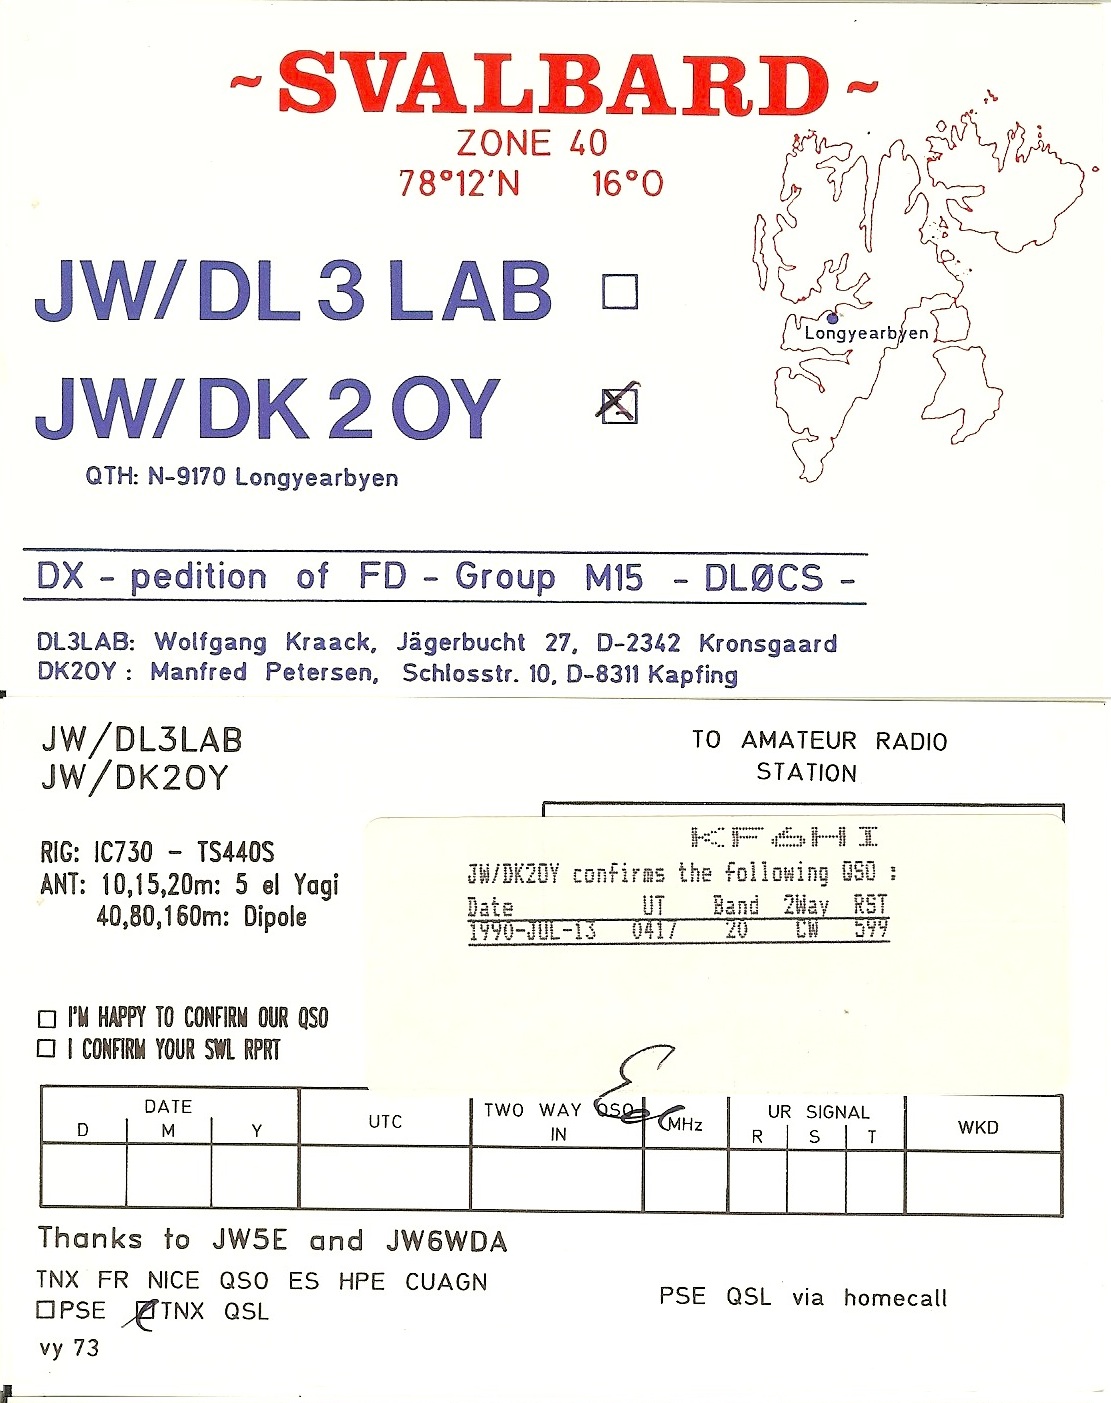 ~SVALBARD~
ZONE 40
78°12'N 16°O
JW/DL3LAB
Longyearbyen
JW/DK2OY
QTH: N-9170 Longyearbyen
DX - pedition of FD - Group M15 - DLØCS -
DL3LAB: Wolfgang Kraack, Jägerbucht 27, D-2342 Kronsgaard
DK2OY : Manfred Petersen, Schlosstr. 10, D-8311 Kapfing
JW/DL3LAB
JW/DK2OY
TO AMATEUR RADIO
STATION
RIG: IC730 - TS440S
ANT: 10,15,20m: 5 el Yagi
40,80,160m: Dipole
KF6HI
JW/DK2OY confirms the following QSO :
Date UT Band 2Way RST
1990-JUL-13 0417 20 CW 599
I'M HAPPY TO CONFIRM OUR QSO
I CONFIRM YOUR SWL RPRT
DATE
D M Y
UTC
TWO WAY QSO
IN
MHz
UR SIGNAL
R S T
WKD
Thanks to JW5E and JW6WDA
TNX FR NICE QSO ES HPE CUAGN
PSE TNX QSL
PSE QSL via homecall
vy 73